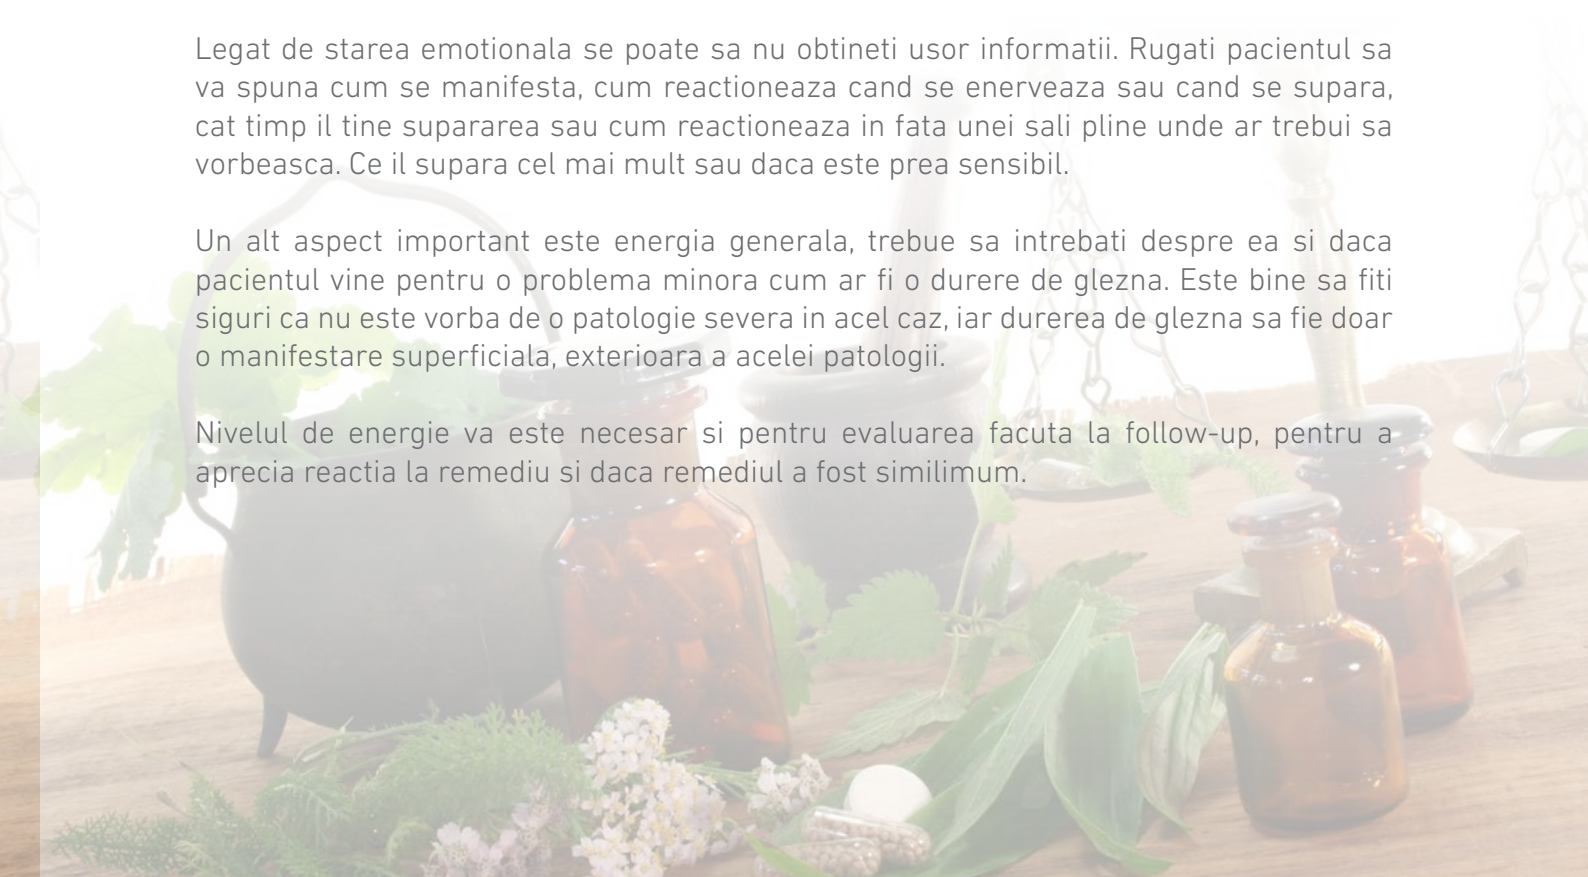 Legat de starea emotionala se poate sa nu obtineti usor informatii. Rugati pacientul sa
va spuna cum se manifesta, cum reactioneaza cand se enerveaza sau cand se supara,
cat timp il tine supararea sau cum reactioneaza in fata unei sali pline unde ar trebui sa
vorbeasca. Ce il supara cel mai mult sau daca este prea sensibil.
Un alt aspect important este energia generala, trebue sa intrebati despre ea si daca
pacientul vine pentru o problema minora cum ar fi o durere de glezna. Este bine sa fiti
siguri ca nu este vorba de o patologie severa in acel caz, iar durerea de glezna sa fie doar
o manifestare superficiala, exterioara a acelei patologii.
Nivelul de energie va este necesar si pentru evaluarea facuta la follow-up, pentru a
aprecia reactia la remediu si daca remediul a fost similimum.